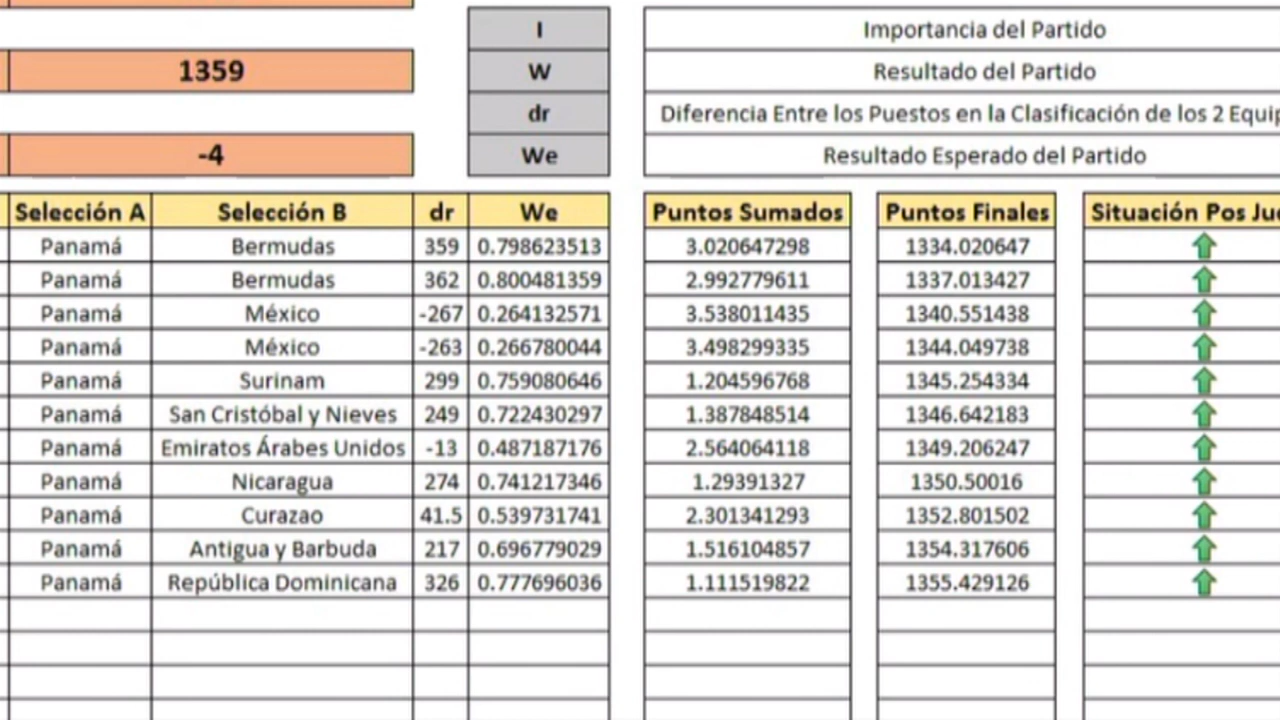 I Importancia del Partido
1359 W Resultado del Partido
dr Diferencia Entre los Puestos en la Clasificación de los 2 Equip
-4 We Resultado Esperado del Partido
Selección A Selección B dr We Puntos Sumados Puntos Finales Situación Pos Jue
Panamá Bermudas 359 0.798623513 3.020647298 1334.020647
Panamá Bermudas 362 0.800481359 2.992779611 1337.013427
Panamá México -267 0.264132571 3.538011435 1340.551438
Panamá México -263 0.266780044 3.498299335 1344.049738
Panamá Surinam 299 0.759080646 1.204596768 1345.254334
Panamá San Cristóbal y Nieves 249 0.722430297 1.387848514 1346.642183
Panamá Emiratos Árabes Unidos -13 0.487187176 2.564064118 1349.206247
Panamá Nicaragua 274 0.741217346 1.29391327 1350.50016
Panamá Curazao 41.5 0.539731741 2.301341293 1352.801502
Panamá Antigua y Barbuda 217 0.696779029 1.516104857 1354.317606
Panamá República Dominicana 326 0.777696036 1.111519822 1355.429126